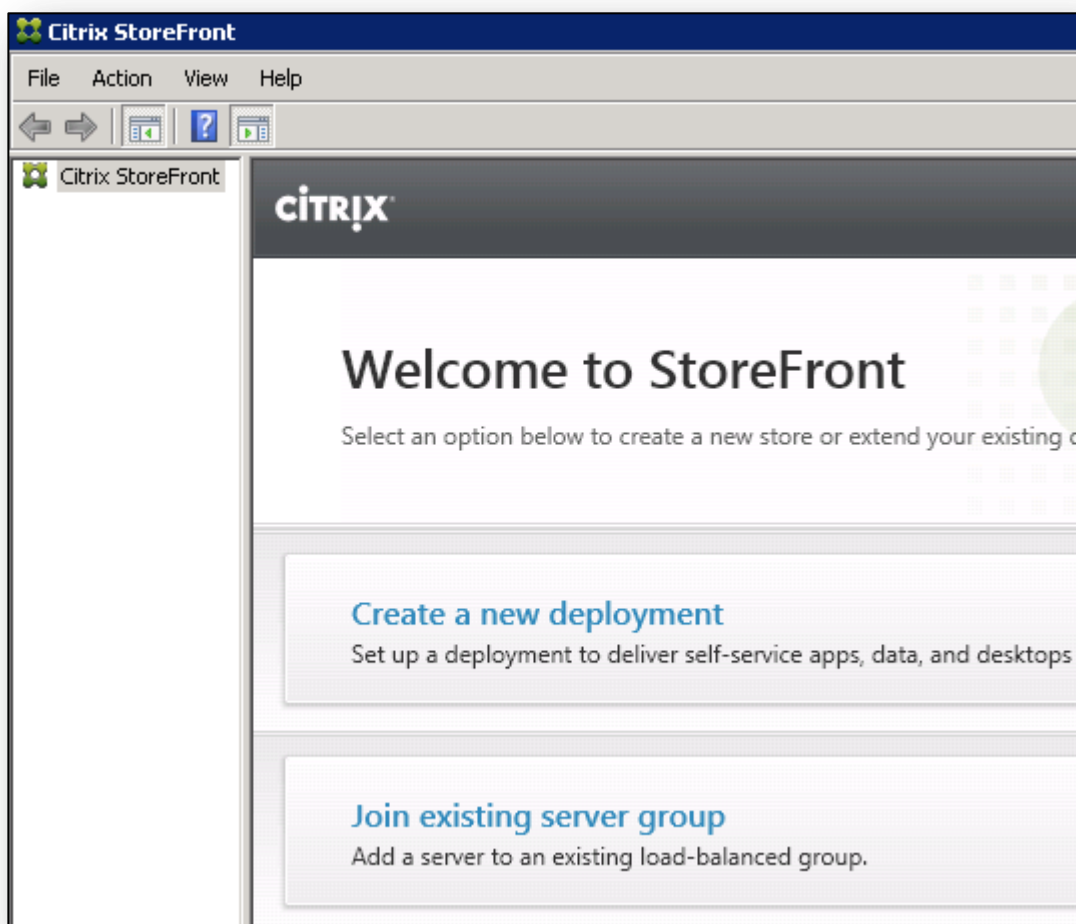 Citrix StoreFront
File Action View Help
Citrix StoreFront
CITRIX
Welcome to StoreFront
Select an option below to create a new store or extend your existing
Create a new deployment
Set up a deployment to deliver self-service apps, data, and desktops
Join existing server group
Add a server to an existing load-balanced group.